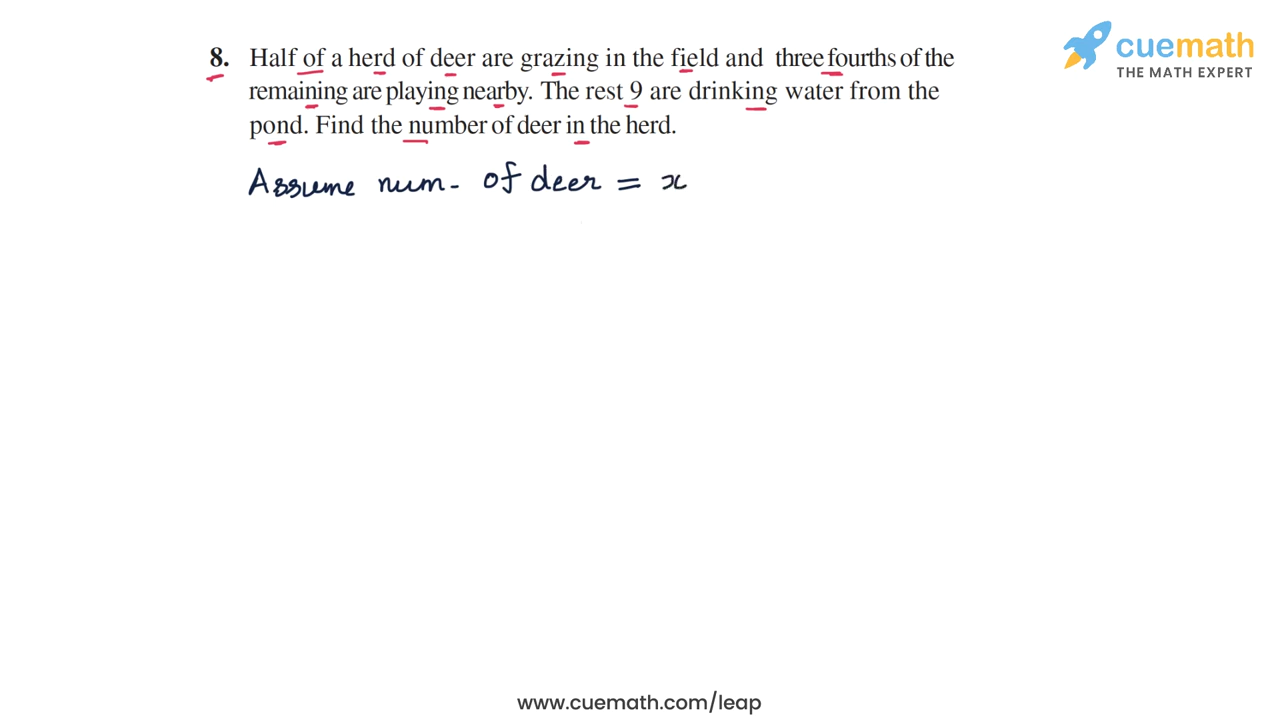 cuemath
THE MATH EXPERT
8. Half of a herd of deer are grazing in the field and three fourths of the
remaining are playing nearby. The rest 9 are drinking water from the
pond. Find the number of deer in the herd.
Assume num. of deer = x
www.cuemath.com/leap